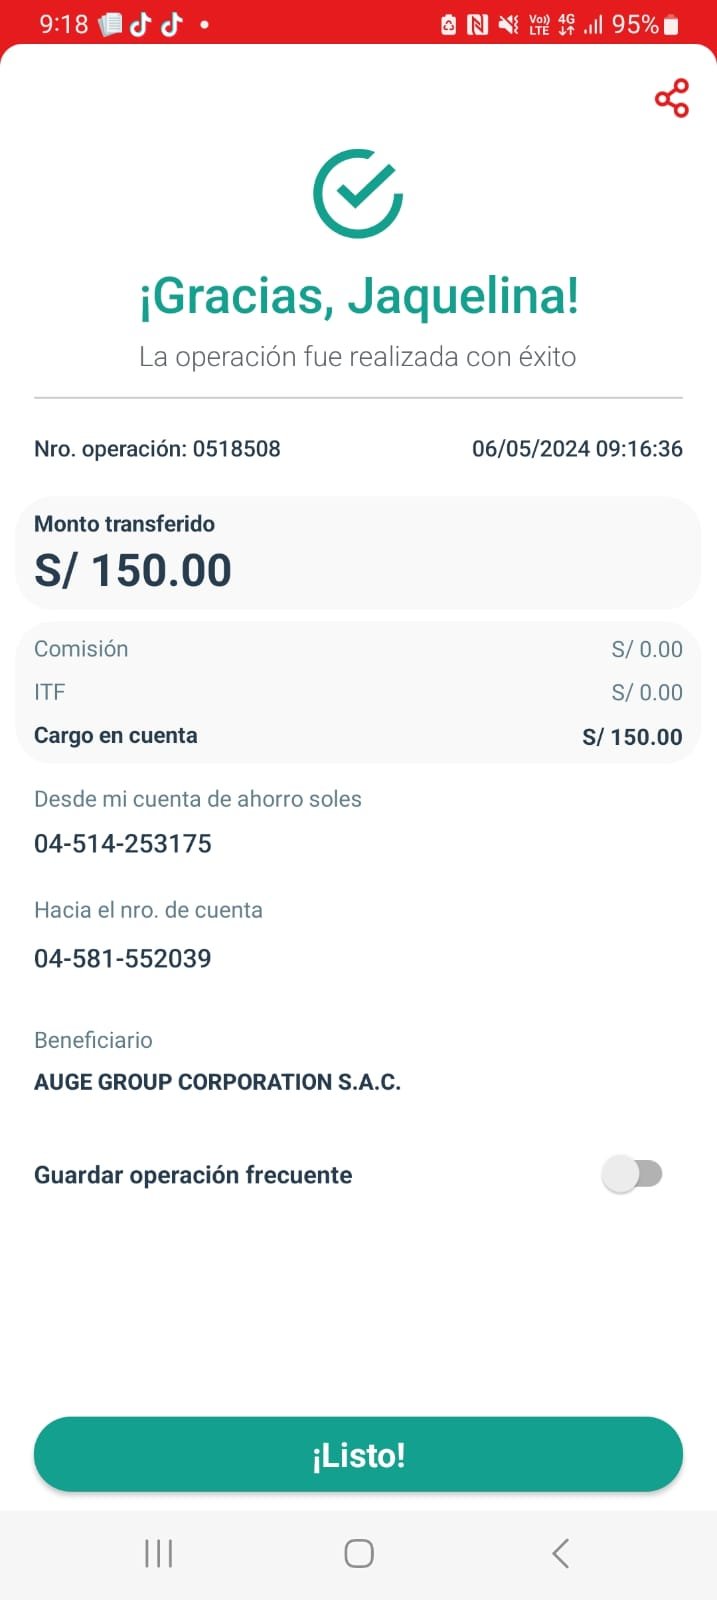 9:18
Vo)) 4G 95%
LTE
¡Gracias, Jaquelina!
La operación fue realizada con éxito
Nro. operación: 0518508 06/05/2024 09:16:36
Monto transferido
S/ 150.00
Comisión S/ 0.00
ITF S/ 0.00
Cargo en cuenta S/ 150.00
Desde mi cuenta de ahorro soles
04-514-253175
Hacia el nro. de cuenta
04-581-552039
Beneficiario
AUGE GROUP CORPORATION S.A.C.
Guardar operación frecuente
¡Listo!